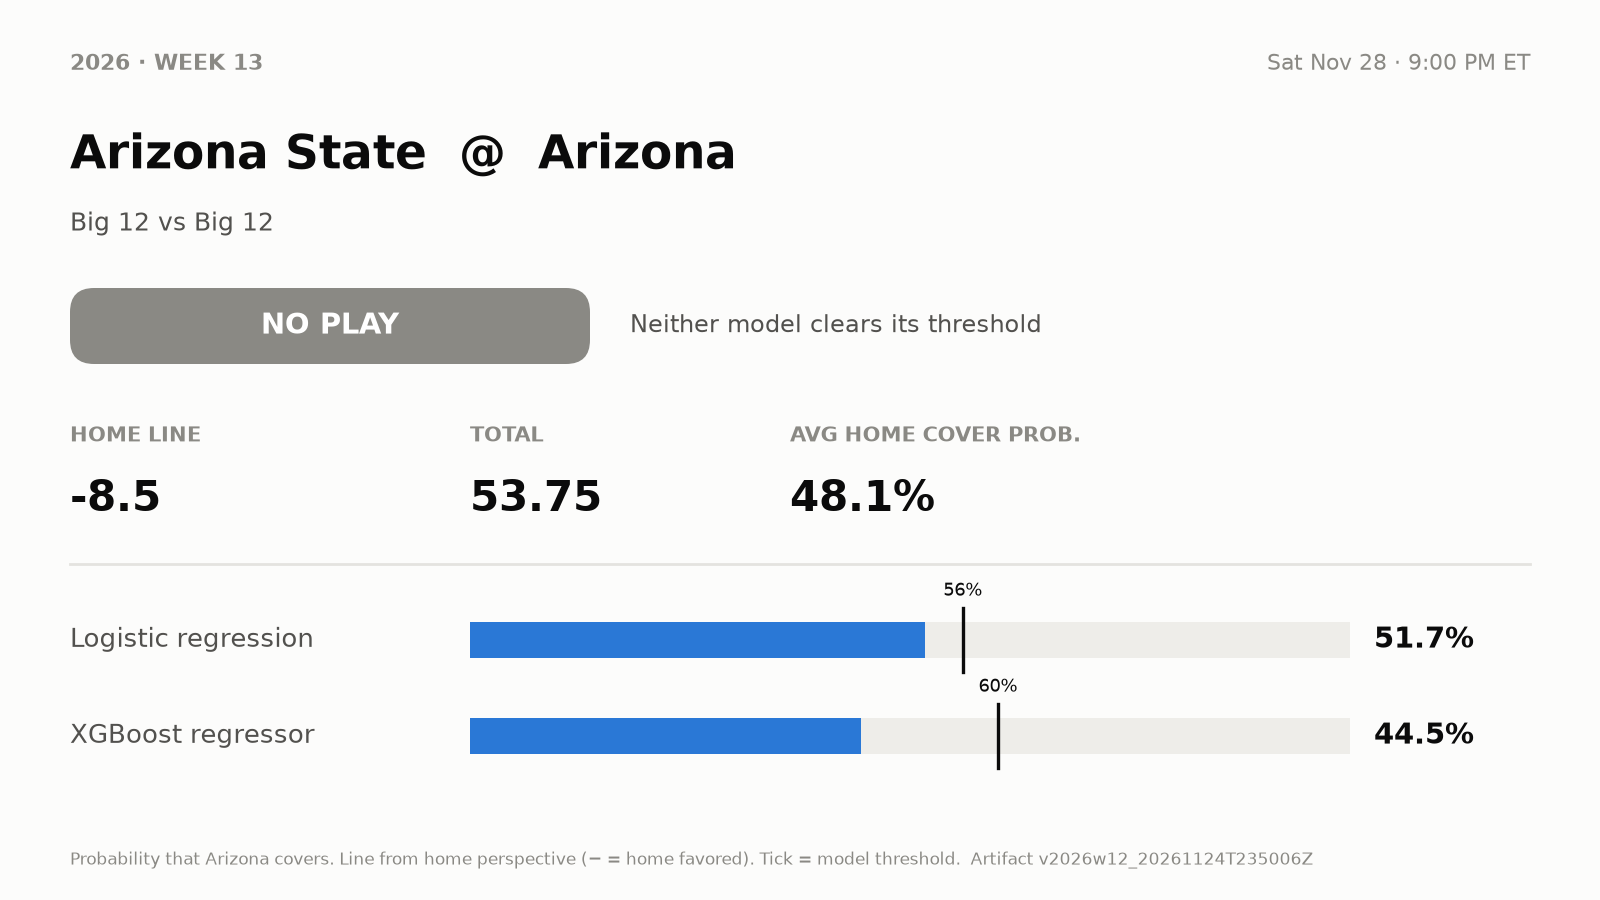 2026 · WEEK 13
Sat Nov 28 · 9:00 PM ET
Arizona State @ Arizona
Big 12 vs Big 12
NO PLAY
Neither model clears its threshold
HOME LINE
TOTAL
AVG HOME COVER PROB.
-8.5
53.75
48.1%
56%
Logistic regression
51.7%
60%
XGBoost regressor
44.5%
Probability that Arizona covers. Line from home perspective (− = home favored). Tick = model threshold. Artifact v2026w12_20261124T235006Z